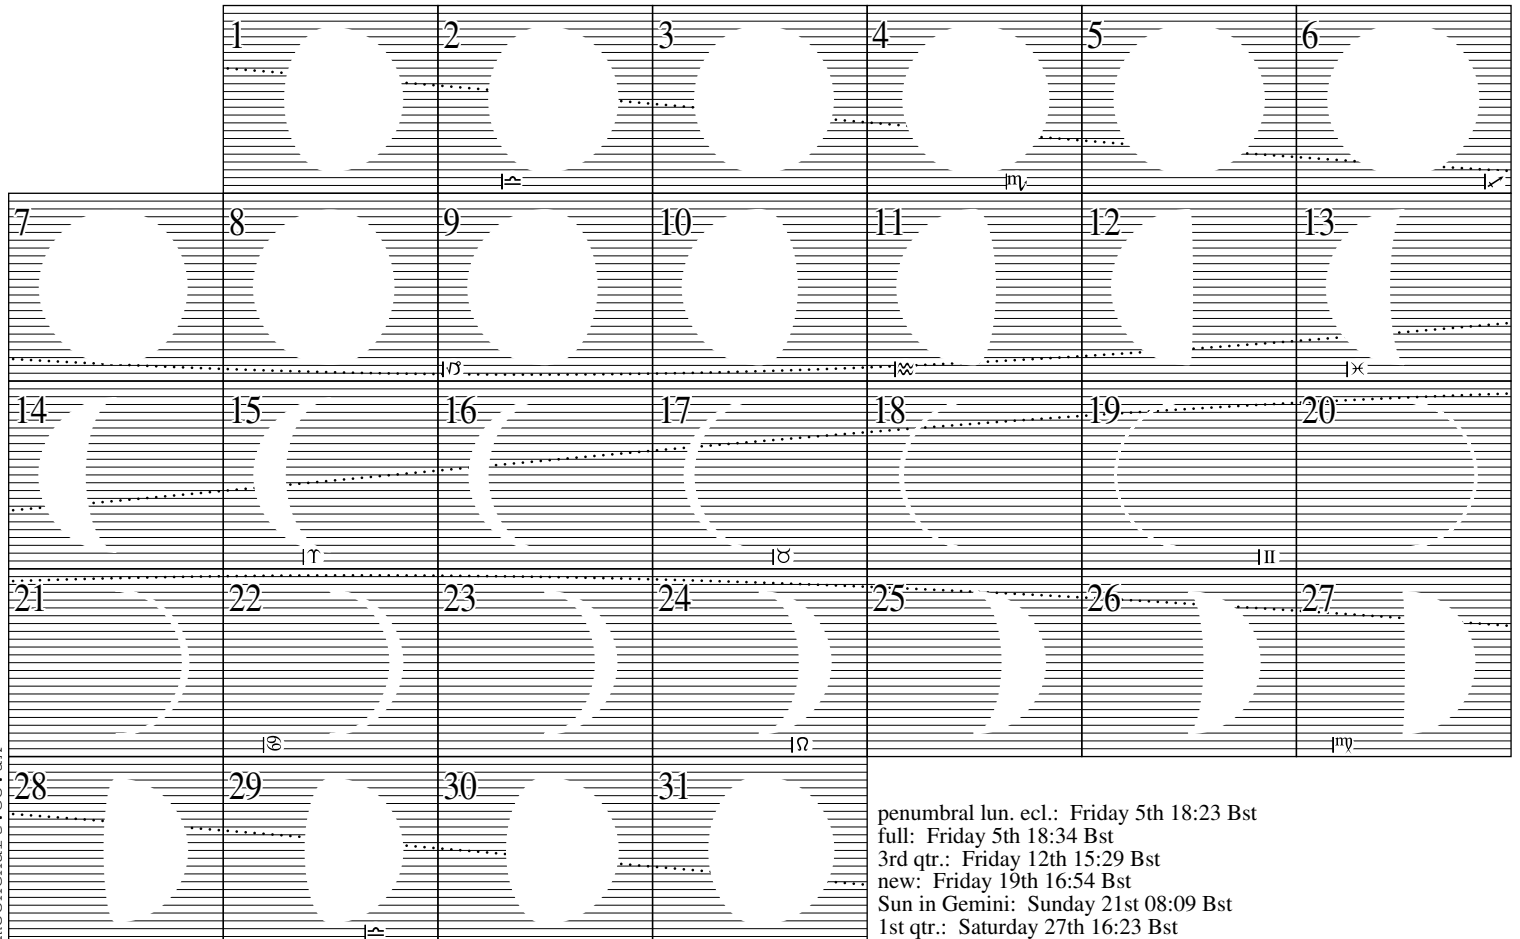 1 2 3 4 5 6
♎ ♏ ♐
7 8 9 10 11 12 13
♑ ♒ ♓
14 15 16 17 18 19 20
♈ ♉ ♊
21 22 23 24 25 26 27
♋ ♌ ♍
28 29 30 31
♎
penumbral lun. ecl.: Friday 5th 18:23 Bst
full: Friday 5th 18:34 Bst
3rd qtr.: Friday 12th 15:29 Bst
new: Friday 19th 16:54 Bst
Sun in Gemini: Sunday 21st 08:09 Bst
1st qtr.: Saturday 27th 16:23 Bst